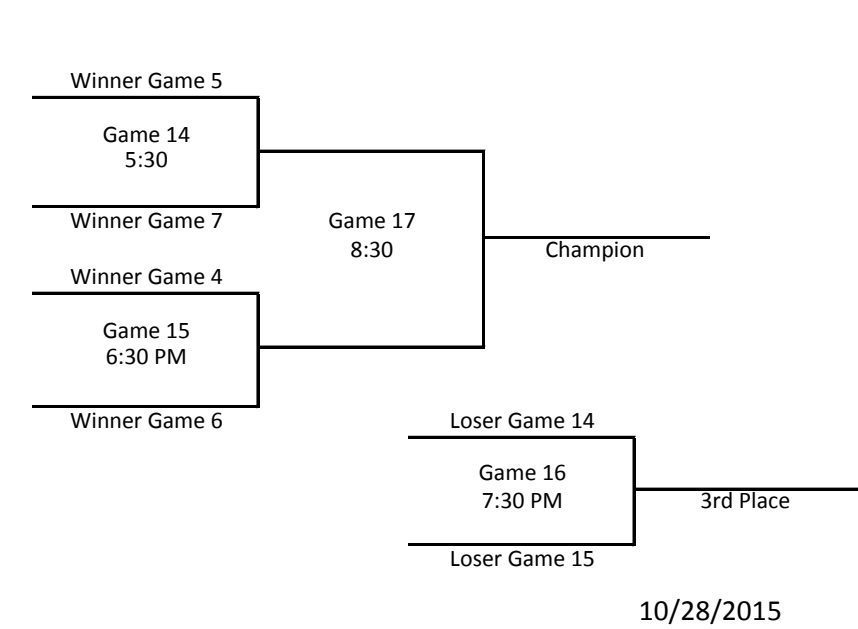 Winner Game 5
Game 14
5:30
Winner Game 7
Game 17
8:30
Champion
Winner Game 4
Game 15
6:30 PM
Winner Game 6
Loser Game 14
Game 16
7:30 PM
3rd Place
Loser Game 15
10/28/2015